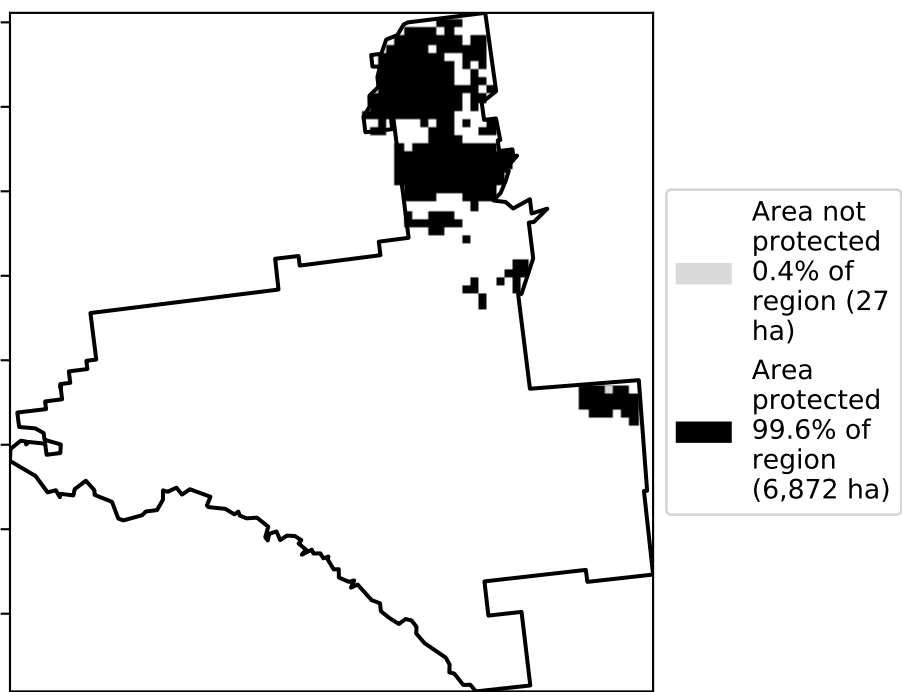 Area not
protected
0.4% of
region (27
ha)
Area
protected
99.6% of
region
(6,872 ha)